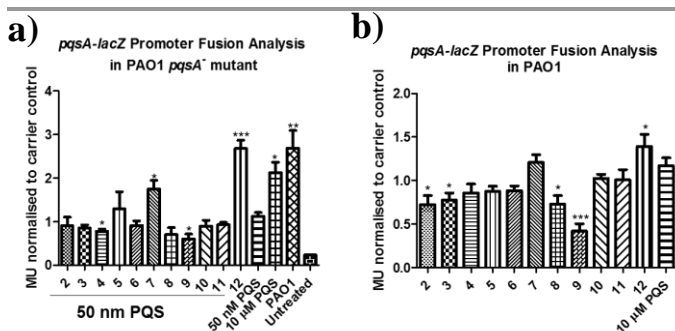 a)
pqsA-lacZ Promoter Fusion Analysis
in PAO1 pqsA- mutant
MU normalised to carrier control
4
3
2
1
0
* * *** * ** *
2 3 4 5 6 7 8 9 10 11 12 50 nM PQS 10 µM PQS PAO1 Untreated
50 nm PQS
b)
pqsA-lacZ Promoter Fusion Analysis
in PAO1
MU normalised to carrier control
2.0
1.5
1.0
0.5
0.0
* * * *** *
2 3 4 5 6 7 8 9 10 11 12 10 µM PQS